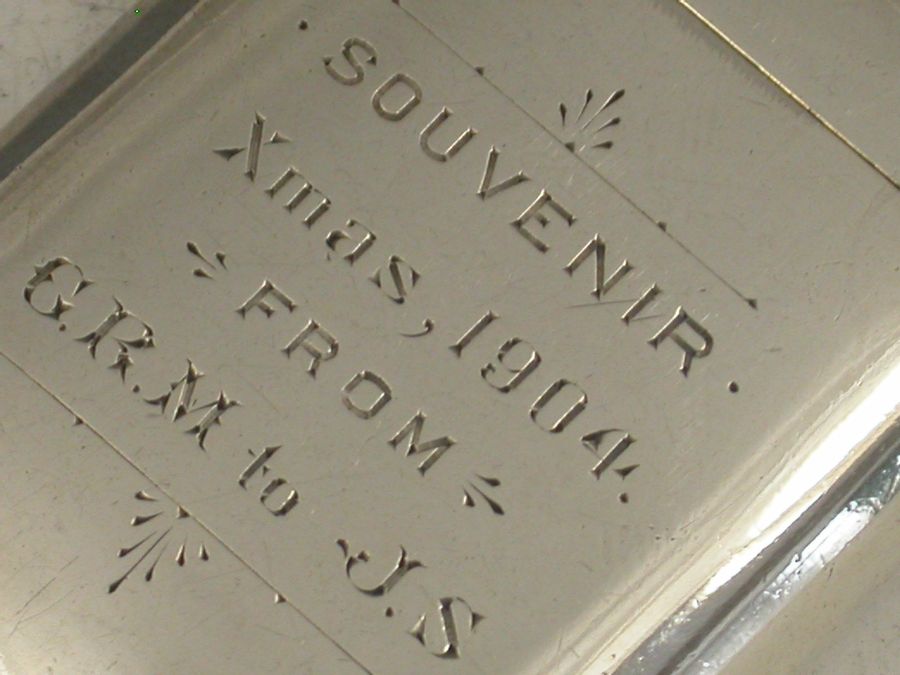 SOUVENIR.
Xmas, 1904.
FROM
G.R.M to J.S